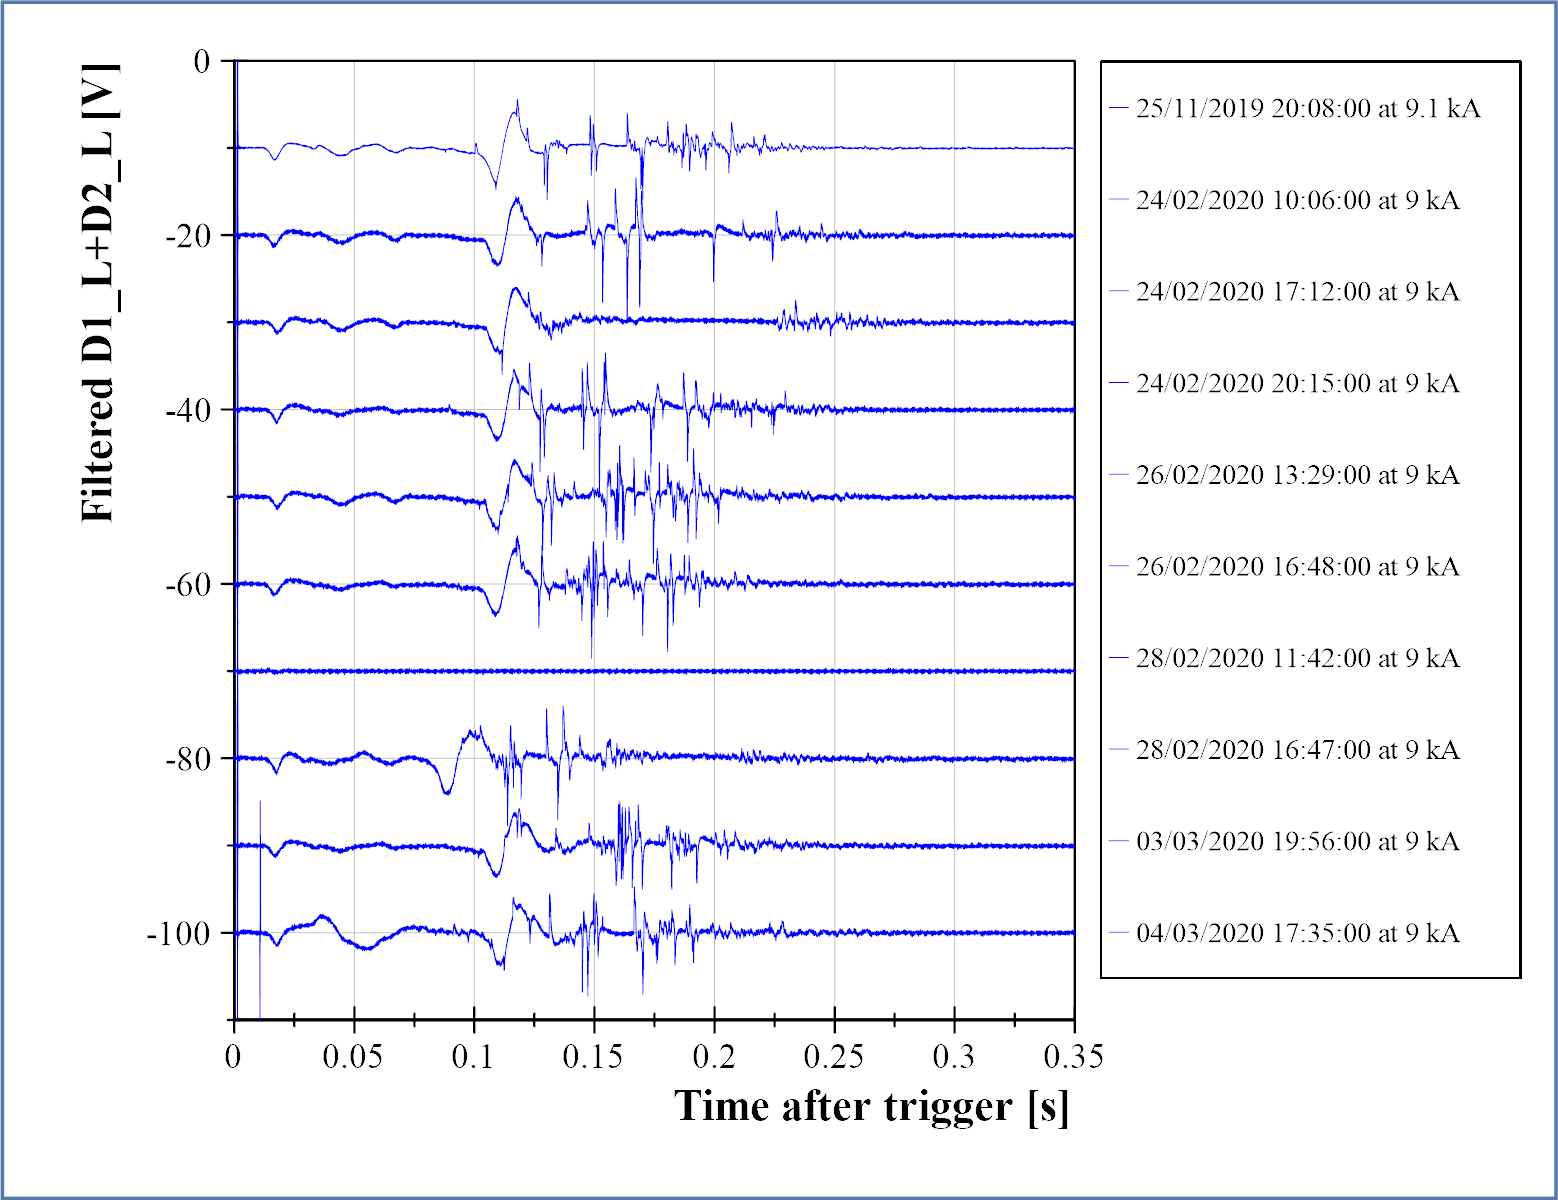 Filtered D1_L+D2_L [V]
0
-20
-40
-60
-80
-100
0 0.05 0.1 0.15 0.2 0.25 0.3 0.35
Time after trigger [s]
25/11/2019 20:08:00 at 9.1 kA
24/02/2020 10:06:00 at 9 kA
24/02/2020 17:12:00 at 9 kA
24/02/2020 20:15:00 at 9 kA
26/02/2020 13:29:00 at 9 kA
26/02/2020 16:48:00 at 9 kA
28/02/2020 11:42:00 at 9 kA
28/02/2020 16:47:00 at 9 kA
03/03/2020 19:56:00 at 9 kA
04/03/2020 17:35:00 at 9 kA